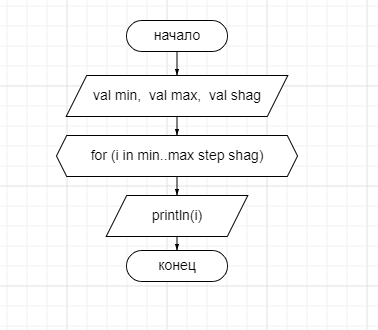 начало
val min, val max, val shag
for (i in min..max step shag)
println(i)
конец